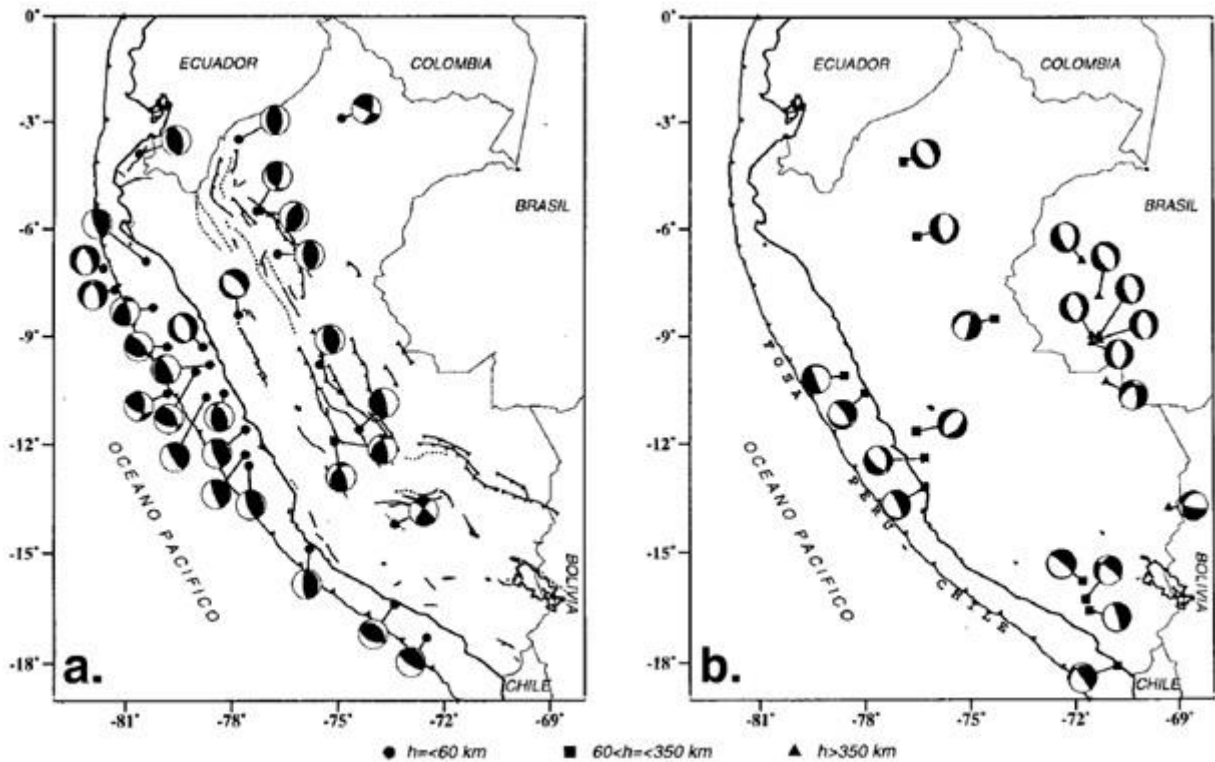 0°
-3°
-6°
-9°
-12°
-15°
-18°
-81°
-78°
-75°
-72°
-69°
ECUADOR
COLOMBIA
BRASIL
OCEANO PACIFICO
BOLIVIA
CHILE
a.
0°
-3°
-6°
-9°
-12°
-15°
-18°
-81°
-78°
-75°
-72°
-69°
ECUADOR
COLOMBIA
BRASIL
FOSA PERU CHILE
OCEANO PACIFICO
BOLIVIA
CHILE
b.
h=<60 km
60<h=<350 km
h>350 km